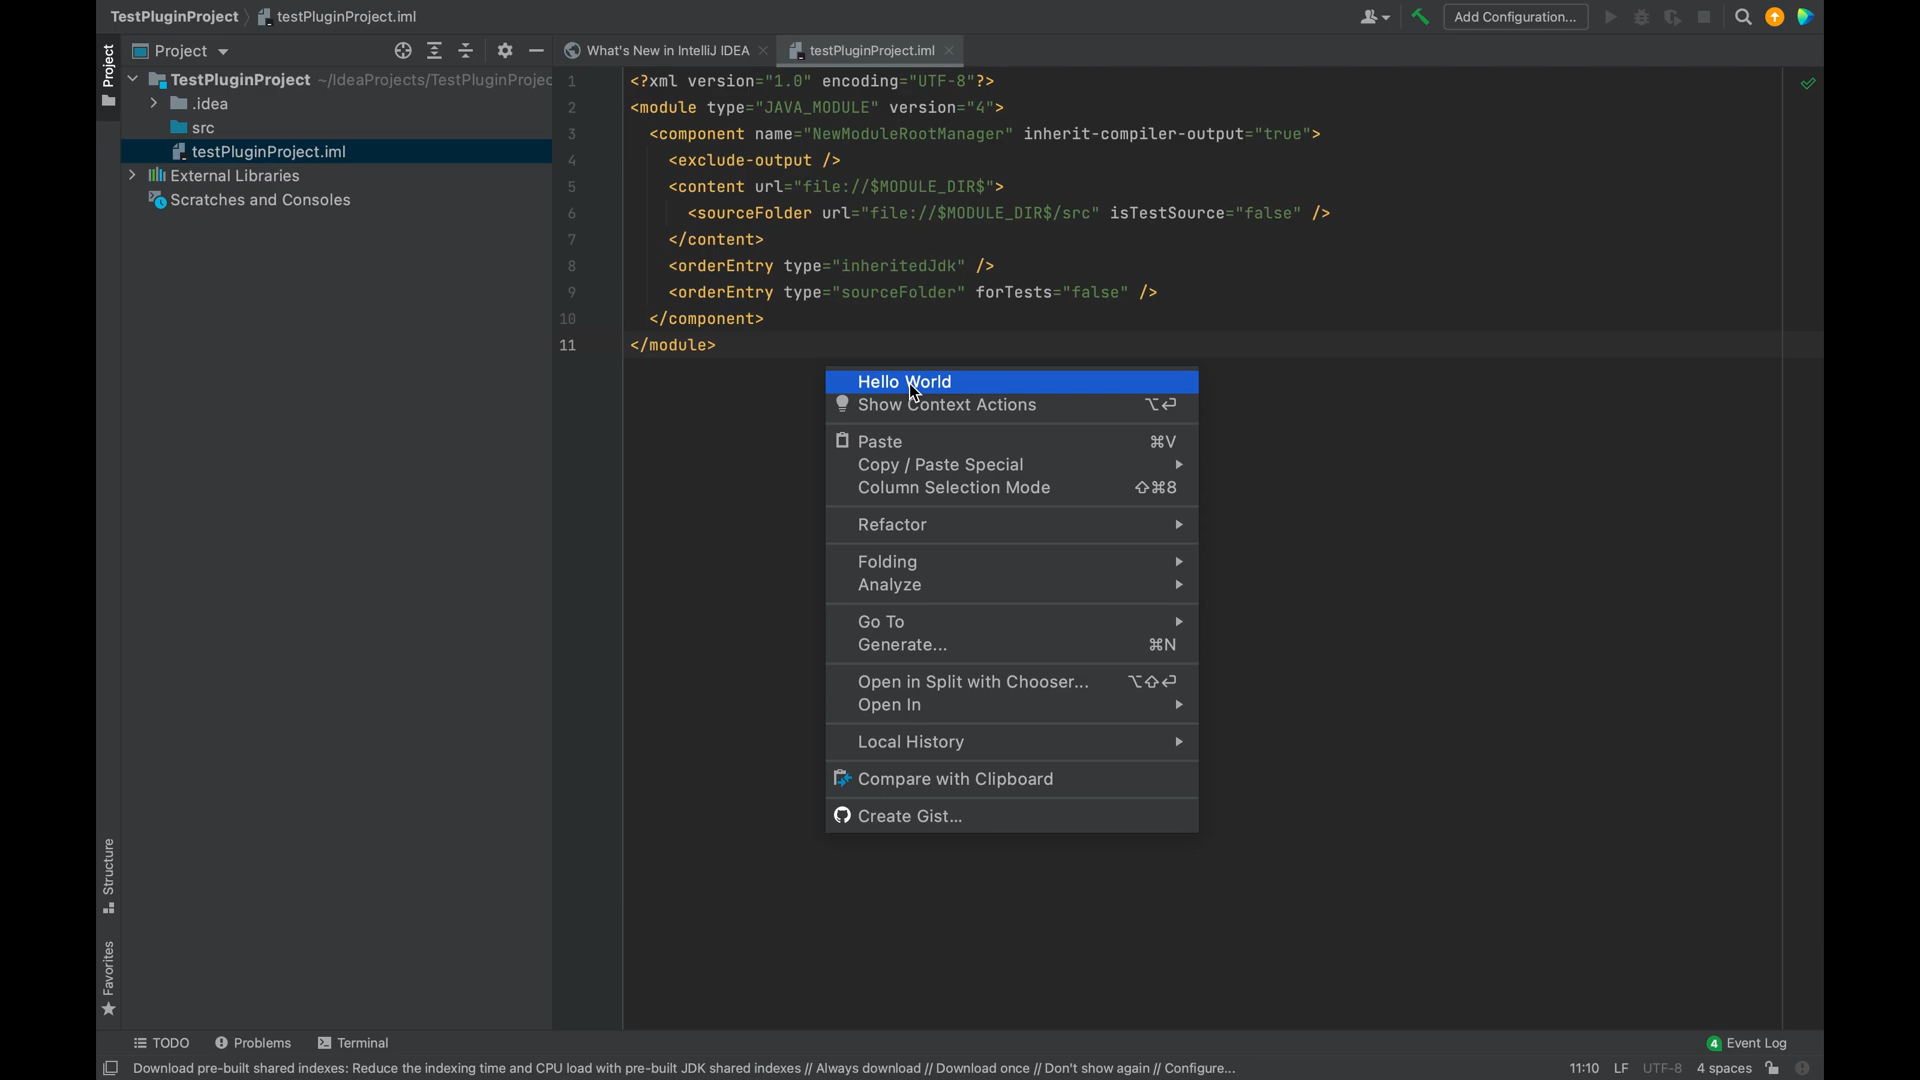 TestPluginProject testPluginProject.iml
Add Configuration...
Project
Project
What's New in IntelliJ IDEA
testPluginProject.iml
TestPluginProject ~/IdeaProjects/TestPluginProjec
.idea
src
testPluginProject.iml
External Libraries
Scratches and Consoles
1 <?xml version="1.0" encoding="UTF-8"?>
2 <module type="JAVA_MODULE" version="4">
3 <component name="NewModuleRootManager" inherit-compiler-output="true">
4 <exclude-output />
5 <content url="file://$MODULE_DIR$">
6 <sourceFolder url="file://$MODULE_DIR$/src" isTestSource="false" />
7 </content>
8 <orderEntry type="inheritedJdk" />
9 <orderEntry type="sourceFolder" forTests="false" />
10 </component>
11 </module>
Hello World
Show Context Actions ⌥⏎
Paste ⌘V
Copy / Paste Special
Column Selection Mode ⇧⌘8
Refactor
Folding
Analyze
Go To
Generate... ⌘N
Open in Split with Chooser... ⌥⇧⏎
Open In
Local History
Compare with Clipboard
Create Gist...
Structure
Favorites
TODO Problems Terminal
4 Event Log
Download pre-built shared indexes: Reduce the indexing time and CPU load with pre-built JDK shared indexes // Always download // Download once // Don't show again // Configure...
11:10 LF UTF-8 4 spaces